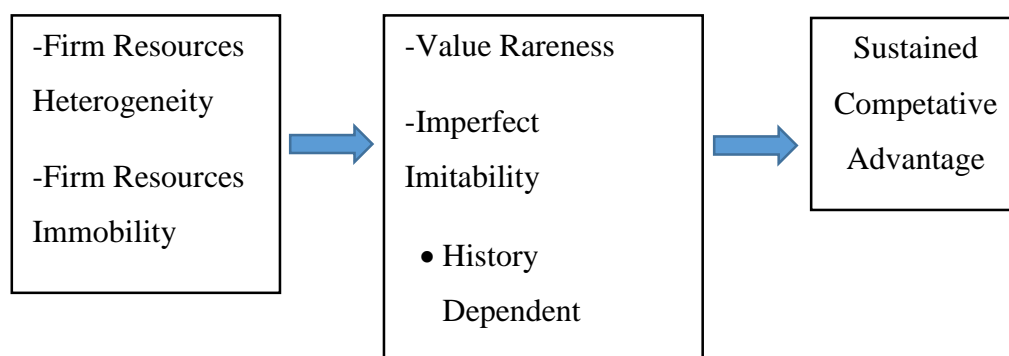 -Firm Resources
Heterogeneity
-Firm Resources
Immobility
-Value Rareness
-Imperfect
Imitability
• History
Dependent
Sustained
Competative
Advantage